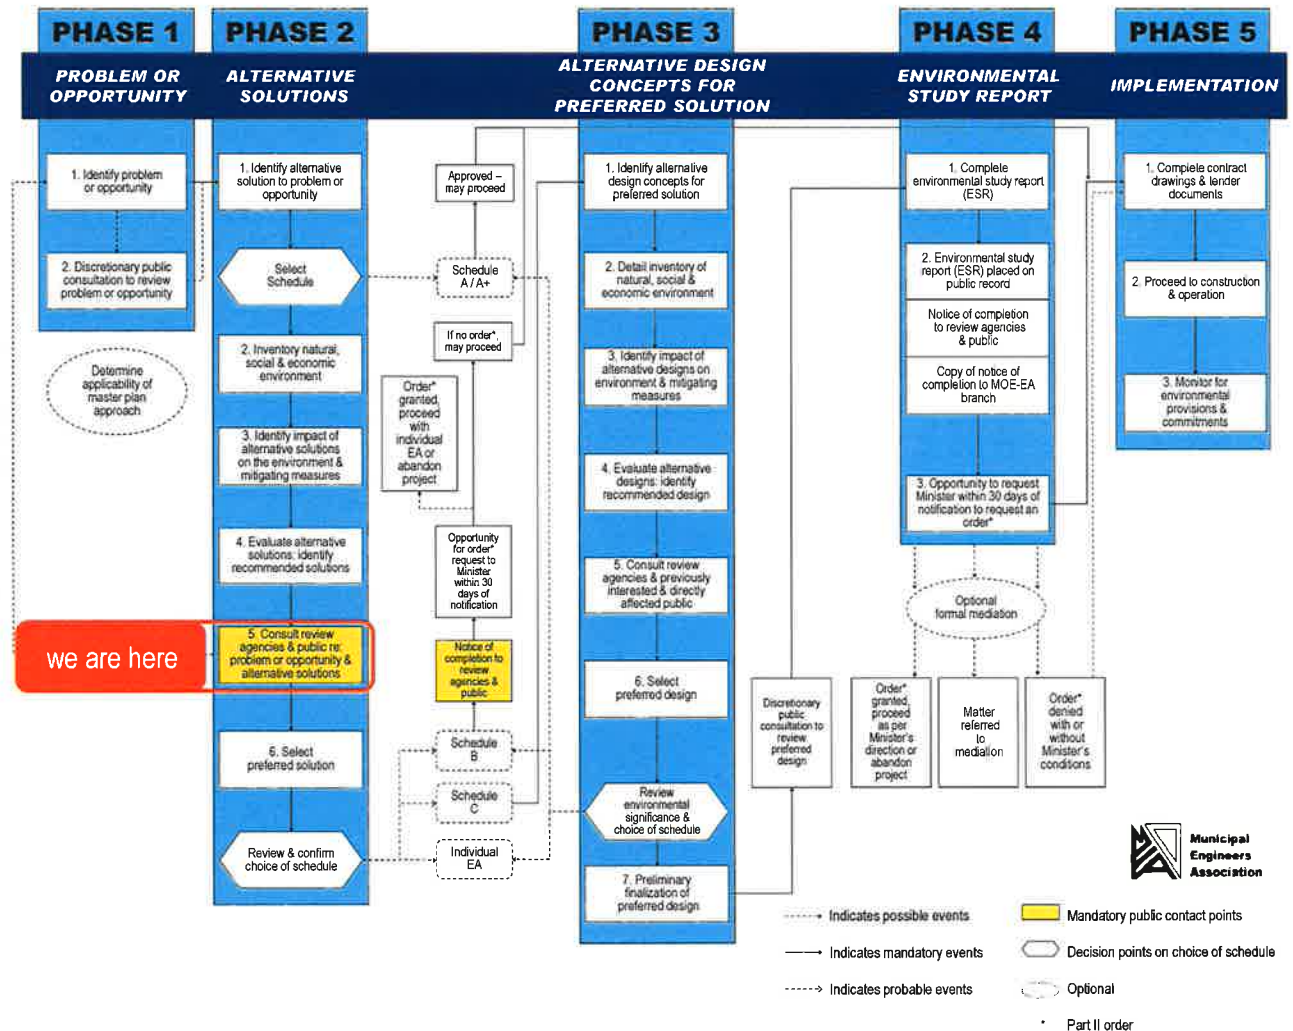 PHASE 1
PROBLEM OR
OPPORTUNITY
1. Identify problem
or opportunity
2. Discretionary public
consultation to review
problem or opportunity
Determine
applicability of
master plan
approach
we are here
PHASE 2
ALTERNATIVE
SOLUTIONS
1. Identify alternative
solution to problem or
opportunity
Select
Schedule
2. Inventory natural,
social & economic
environment
3. Identify impact of
alternative solutions
on the environment &
mitigating measures
4. Evaluate alternative
solutions: identify
recommended solutions
5. Consult review
agencies & public re:
problem or opportunity &
alternative solutions
6. Select
preferred solution
Review & confirm
choice of schedule
Approved –
may proceed
Schedule
A / A+
If no order*,
may proceed
Order*
granted,
proceed
with
individual
EA or
abandon
project
Opportunity
for order*
request to
Minister
within 30
days of
notification
Notice of
completion to
review
agencies &
public
Schedule
B
Schedule
C
Individual
EA
PHASE 3
ALTERNATIVE DESIGN
CONCEPTS FOR
PREFERRED SOLUTION
1. Identify alternative
design concepts for
preferred solution
2. Detail inventory of
natural, social &
economic environment
3. Identify impact of
alternative designs on
environment & mitigating
measures
4. Evaluate alternative
designs: identify
recommended design
5. Consult review
agencies & previously
interested & directly
affected public
6. Select
preferred design
Review
environmental
significance &
choice of schedule
7. Preliminary
finalization of
preferred design
Discretionary
public
consultation to
review
preferred
design
PHASE 4
ENVIRONMENTAL
STUDY REPORT
1. Complete
environmental study report
(ESR)
2. Environmental study
report (ESR) placed on
public record
Notice of completion
to review agencies
& public
Copy of notice of
completion to MOE-EA
branch
3. Opportunity to request
Minister within 30 days of
notification to request an
order*
Optional
formal mediation
Order*
granted,
proceed
as per
Minister's
direction or
abandon
project
Matter
referred
to
mediation
Order*
denied
with or
without
Minister's
conditions
PHASE 5
IMPLEMENTATION
1. Complete contract
drawings & tender
documents
2. Proceed to construction
& operation
3. Monitor for
environmental
provisions &
commitments
Municipal
Engineers
Association
Indicates possible events
Indicates mandatory events
Indicates probable events
Mandatory public contact points
Decision points on choice of schedule
Optional
* Part II order